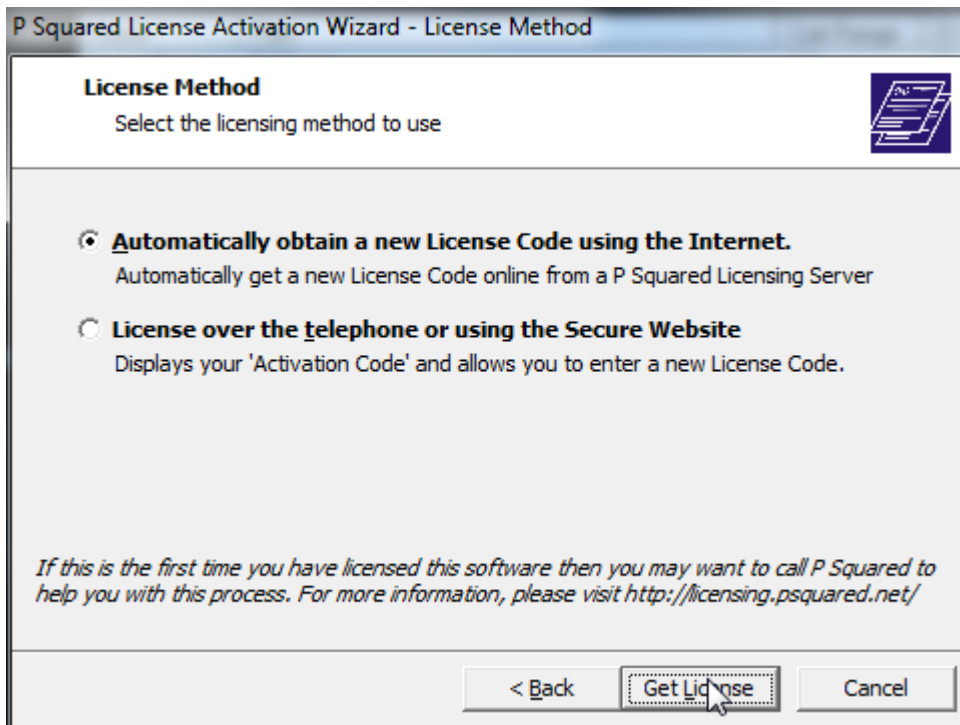 P Squared License Activation Wizard - License Method
License Method
Select the licensing method to use
Automatically obtain a new License Code using the Internet.
Automatically get a new License Code online from a P Squared Licensing Server
License over the telephone or using the Secure Website
Displays your 'Activation Code' and allows you to enter a new License Code.
If this is the first time you have licensed this software then you may want to call P Squared to
help you with this process. For more information, please visit http://licensing.psquared.net/
< Back Get License Cancel